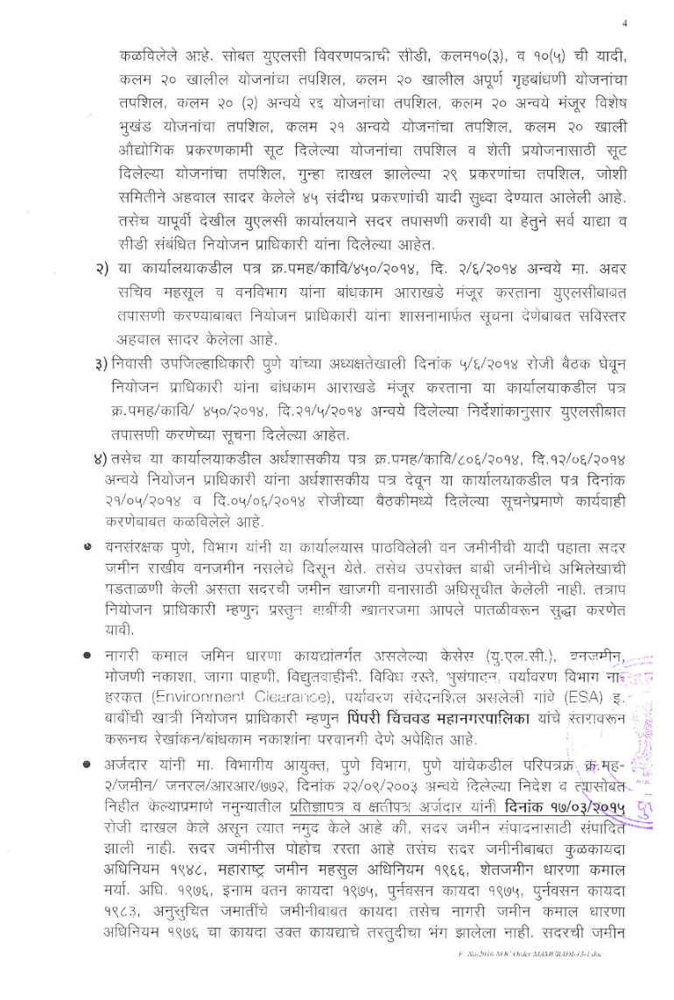 4
कळविलेले आहे. सोबत युएलसी विवरणपत्राची सीडी, कलम१०(३), व १०(५) ची यादी,
कलम २० खालील योजनांचा तपशिल, कलम २० खालील अपूर्ण गृहबांधणी योजनांचा
तपशिल, कलम २० (२) अन्वये रद्द योजनांचा तपशिल, कलम २० अन्वये मंजूर विशेष
भुखंड योजनांचा तपशिल, कलम २१ अन्वये योजनांचा तपशिल, कलम २० खाली
औद्योगिक प्रकरणकामी सूट दिलेल्या योजनांचा तपशिल व शेती प्रयोजनासाठी सूट
दिलेल्या योजनांचा तपशिल, गुन्हा दाखल झालेल्या २९ प्रकरणांचा तपशिल, जोशी
समितीने अहवाल सादर केलेले ४५ संदीग्ध प्रकरणांची यादी सुध्दा देण्यात आलेली आहे.
तसेच यापूर्वी देखील युएलसी कार्यालयाने सदर तपासणी करावी या हेतुने सर्व याद्या व
सीडी संबंधित नियोजन प्राधिकारी यांना दिलेल्या आहेत.
२) या कार्यालयाकडील पत्र क्र.पमह/कावि/४५०/२०१४, दि. २/६/२०१४ अन्वये मा. अवर
सचिव महसूल व वनविभाग यांना बांधकाम आराखडे मंजूर करताना युएलसीबाबत
तपासणी करण्याबाबत नियोजन प्राधिकारी यांना शासनामार्फत सूचना देणेबाबत सविस्तर
अहवाल सादर केलेला आहे.
३) निवासी उपजिल्हाधिकारी पुणे यांच्या अध्यक्षतेखाली दिनांक ५/६/२०१४ रोजी बैठक घेवून
नियोजन प्राधिकारी यांना बांधकाम आराखडे मंजूर करताना या कार्यालयाकडील पत्र
क्र.पमह/कावि/ ४५०/२०१४, दि.२१/५/२०१४ अन्वये दिलेल्या निर्देशांकानुसार युएलसीबात
तपासणी करणेच्या सूचना दिलेल्या आहेत.
४) तसेच या कार्यालयाकडील अर्धशासकीय पत्र क्र.पमह/कावि/८०६/२०१४, दि.१२/०६/२०१४
अन्वये नियोजन प्राधिकारी यांना अर्धशासकीय पत्र देवून या कार्यालयाकडील पत्र दिनांक
२१/०५/२०१४ व दि.०५/०६/२०१४ रोजीच्या बैठकीमध्ये दिलेल्या सूचनेप्रमाणे कार्यवाही
करणेबाबत कळविलेले आहे.
● वनसंरक्षक पुणे, विभाग यांनी या कार्यालयास पाठविलेली वन जमीनींची यादी पहाता सदर
जमीन राखीव वनजमीन नसलेचे दिसून येते. तसेच उपरोक्त बाबी जमीनीचे अभिलेखाची
पडताळणी केली असता सदरची जमीन खाजगी वनासाठी अधिसूचीत केलेली नाही. तत्राप
नियोजन प्राधिकारी म्हणुन प्रस्तुत बाबींची खातरजमा आपले पातळीवरून सुद्धा करणेत
यावी.
● नागरी कमाल जमिन धारणा कायद्यांतर्गत असलेल्या केसेस (यु.एल.सी.), वनजमीन,
मोजणी नकाशा, जागा पाहणी, विद्युतवाहीनी, विविध रस्ते, भुसंपादन, पर्यावरण विभाग ना-
हरकत (Environment Clearance), पर्यावरण संवेदनशिल असलेली गांवे (ESA) इ.
बाबींची खात्री नियोजन प्राधिकारी म्हणुन पिंपरी चिंचवड महानगरपालिका यांचे स्तरावरून
करूनच रेखांकन/बांधकाम नकाशांना परवानगी देणे अपेक्षित आहे.
● अर्जदार यांनी मा. विभागीय आयुक्त, पुणे विभाग, पुणे यांचेकडील परिपत्रक क्र.मह-
२/जमीन/ जनरल/आरआर/७७२, दिनांक २२/०९/२००३ अन्वये दिलेल्या निदेश व त्यासोबत
निहीत केल्याप्रमाणे नमुन्यातील प्रतिज्ञापत्र व क्षतीपत्र अर्जदार यांनी दिनांक १७/०३/२०१५
रोजी दाखल केले असून त्यात नमुद केले आहे की, सदर जमीन संपादनासाठी संपादित
झाली नाही. सदर जमीनीस पोहोच रस्ता आहे तसेच सदर जमीनीबाबत कुळकायदा
अधिनियम १९४८, महाराष्ट्र जमीन महसुल अधिनियम १९६६, शेतजमीन धारणा कमाल
मर्या. अधि. १९७६, इनाम वतन कायदा १९७५, पुर्नवसन कायदा १९७५, पुर्नवसन कायदा
१९८३, अनुसुचित जमातींचे जमीनीबाबत कायदा तसेच नागरी जमीन कमाल धारणा
अधिनियम १९७६ चा कायदा उक्त कायद्याचे तरतुदीचा भंग झालेला नाही. सदरची जमीन
F No-2016 NOC Order MAMURADI-13-1.doc